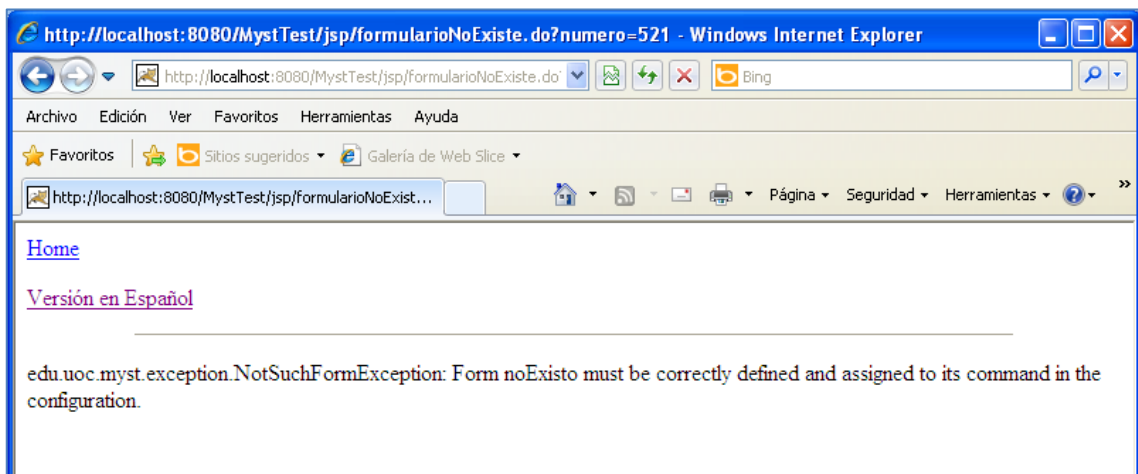 http://localhost:8080/MystTest/jsp/formularioNoExiste.do?numero=521 - Windows Internet Explorer
http://localhost:8080/MystTest/jsp/formularioNoExiste.do Bing
Archivo Edición Ver Favoritos Herramientas Ayuda
Favoritos Sitios sugeridos Galería de Web Slice
http://localhost:8080/MystTest/jsp/formularioNoExist... Página Seguridad Herramientas »
Home
Versión en Español
edu.uoc.myst.exception.NotSuchFormException: Form noExisto must be correctly defined and assigned to its command in the
configuration.